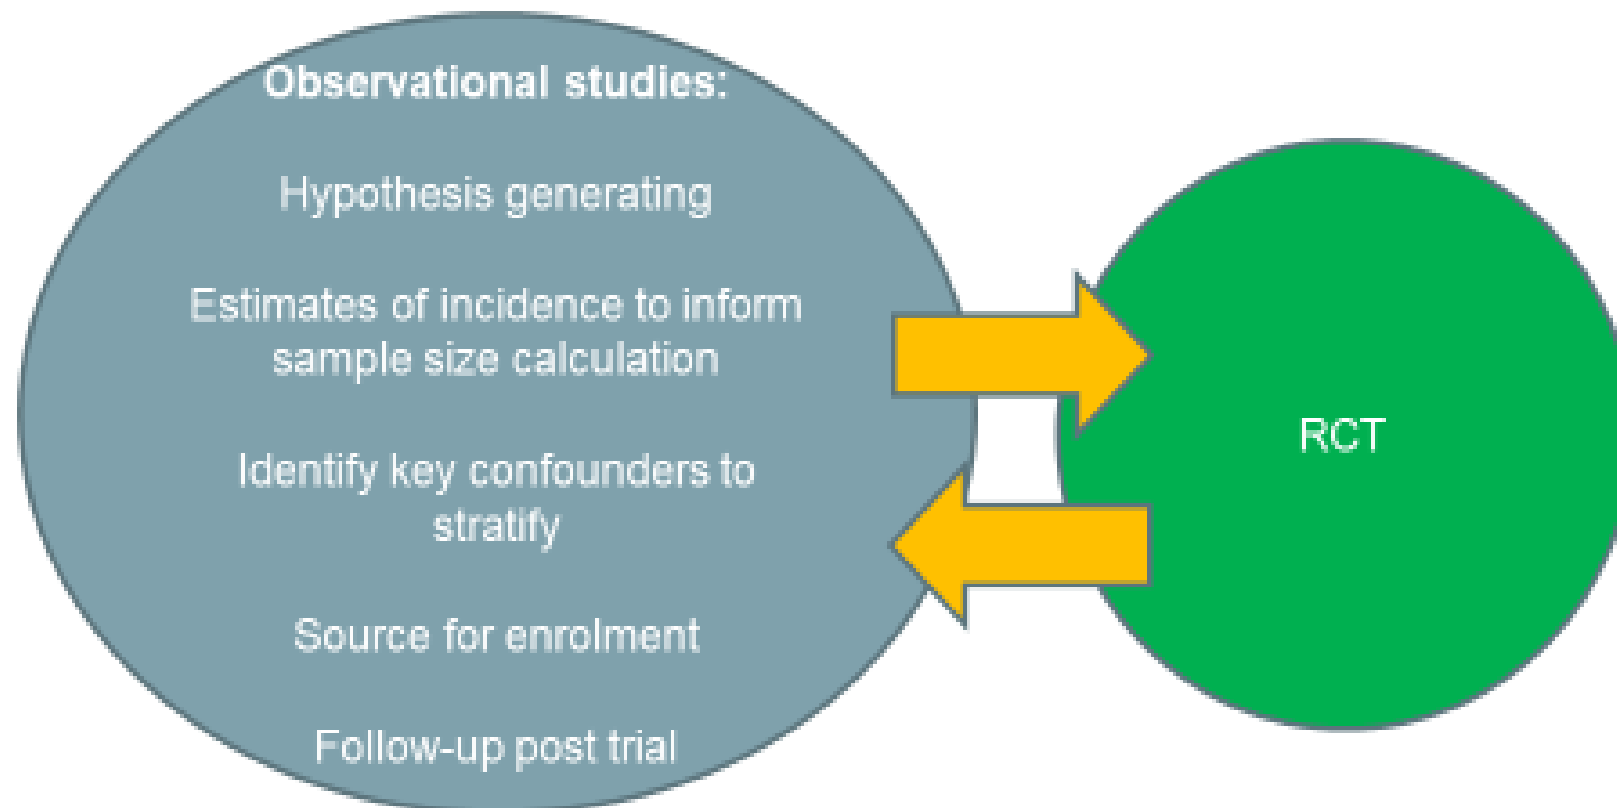 Observational studies:
Hypothesis generating
Estimates of incidence to inform
sample size calculation
Identify key confounders to
stratify
Source for enrolment
Follow-up post trial
RCT